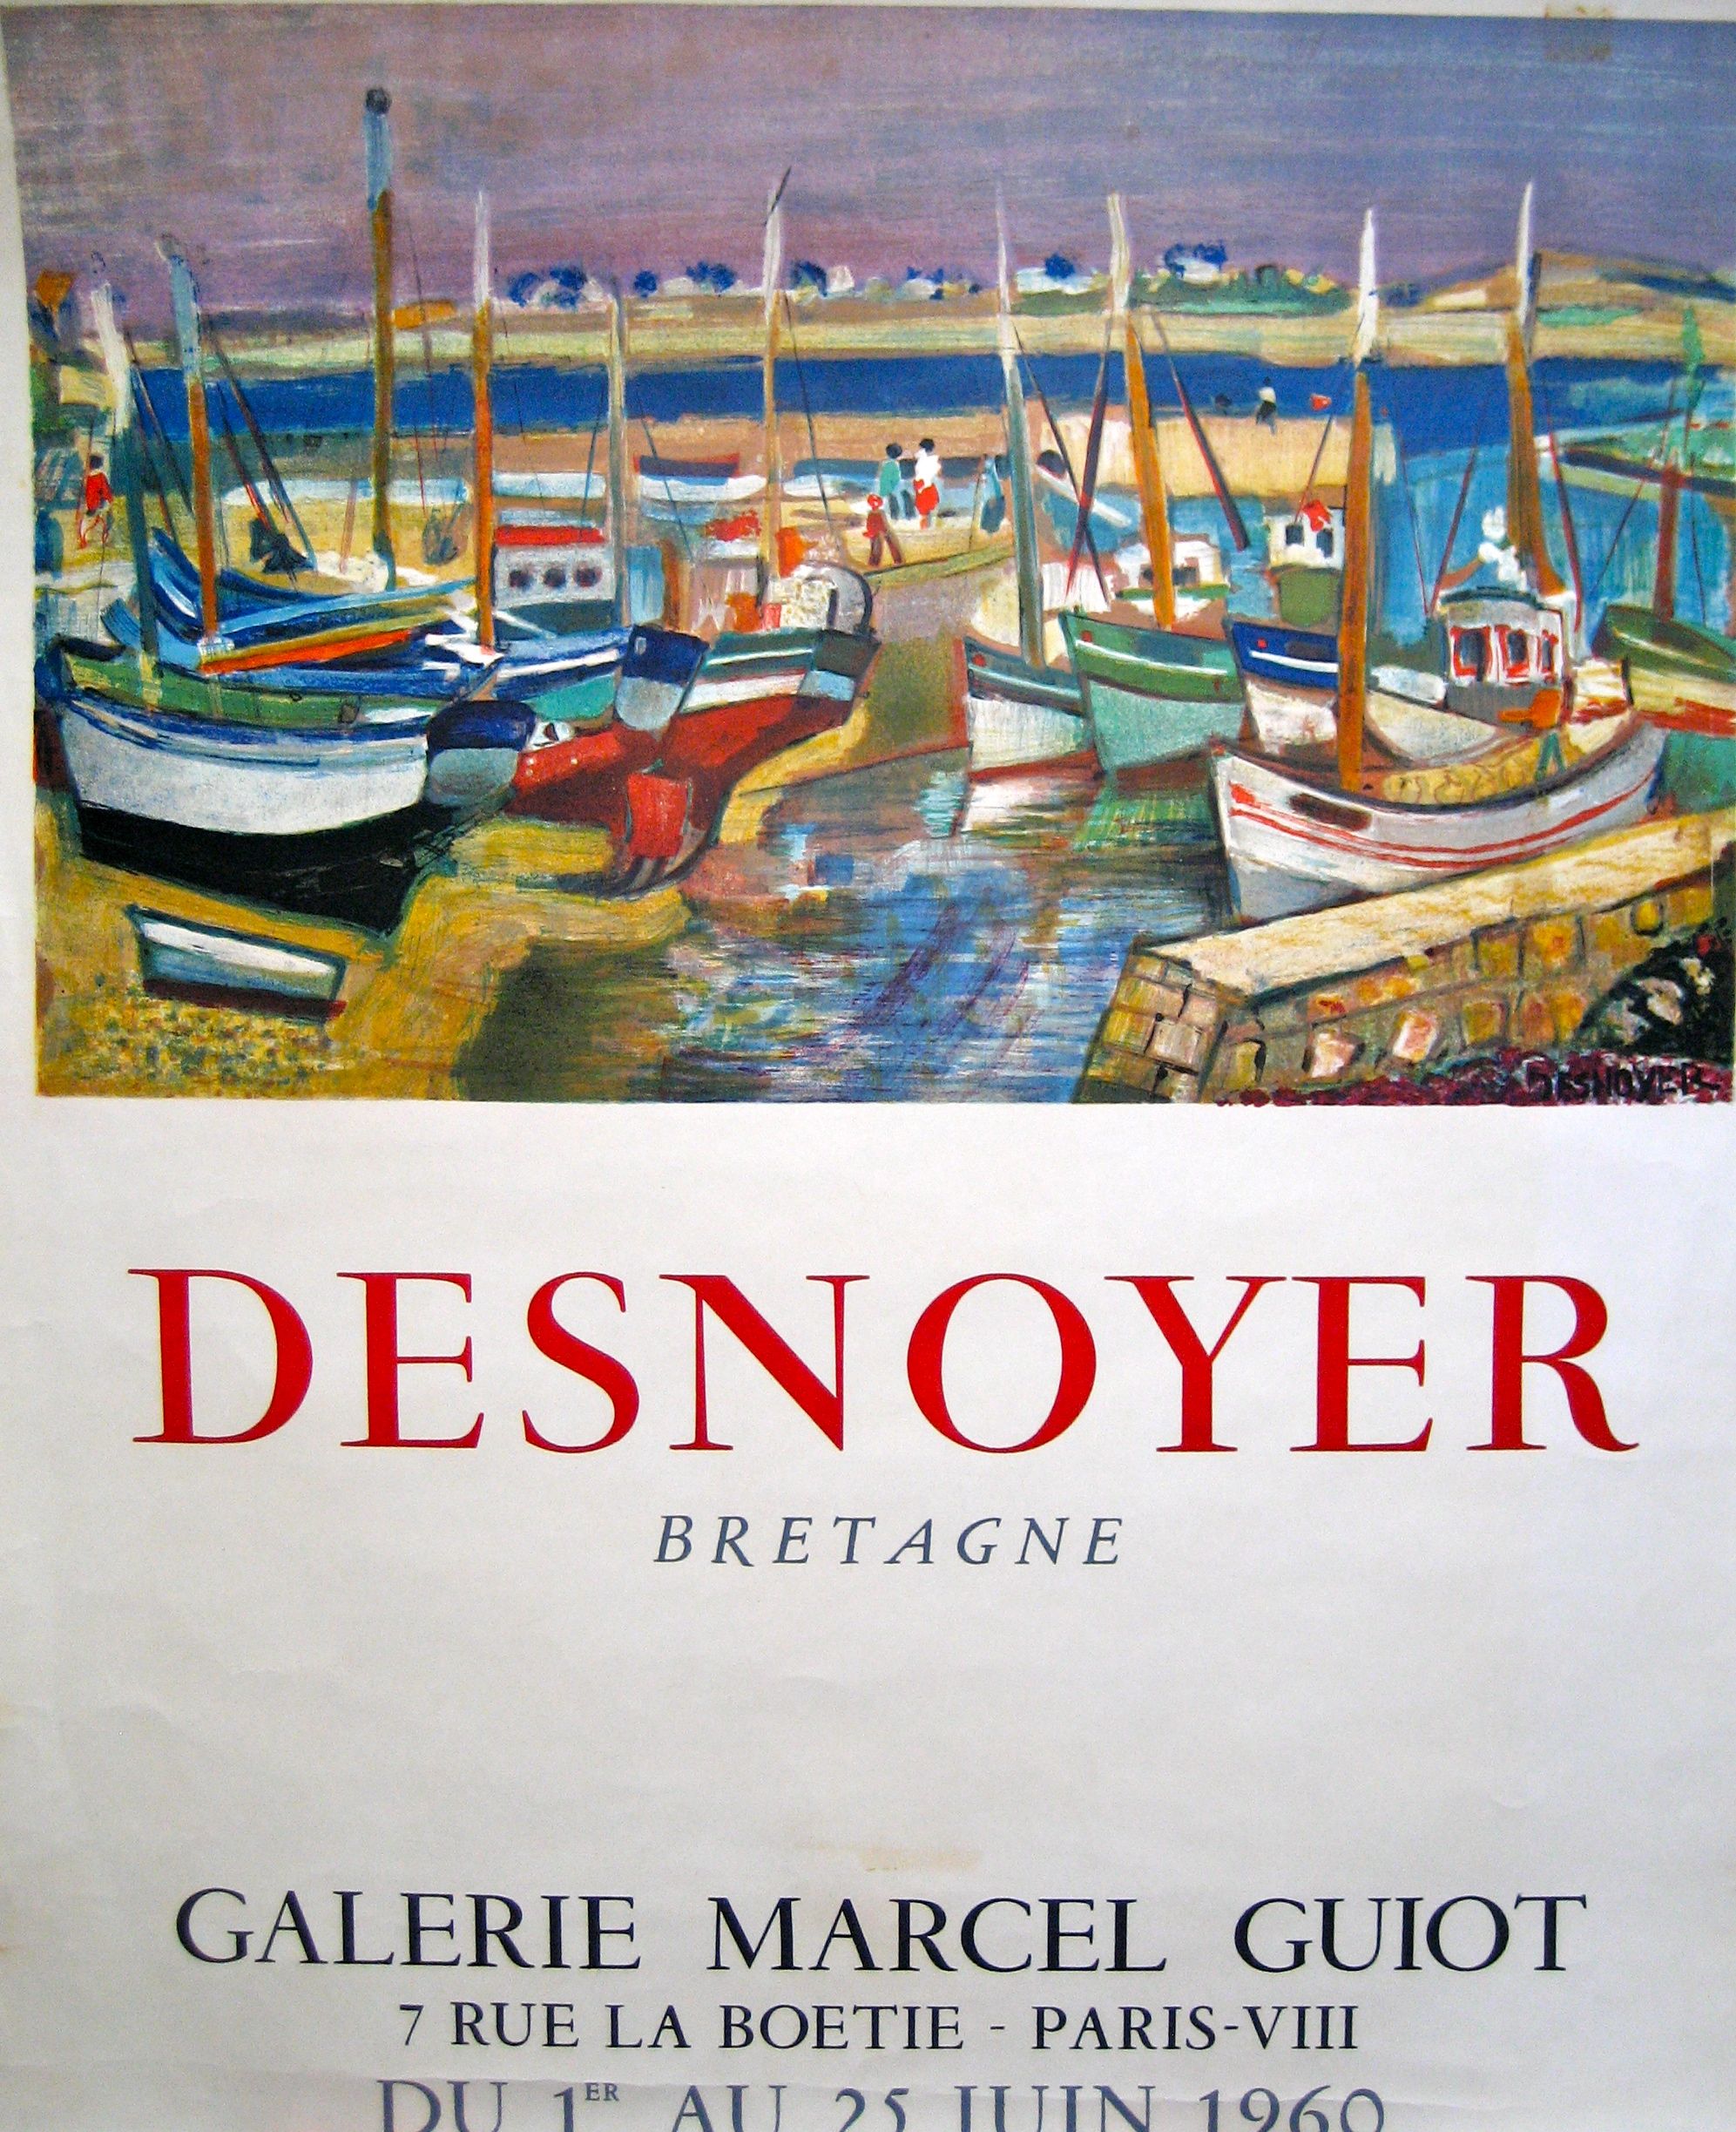 DESNOYER
DESNOYER
BRETAGNE
GALERIE MARCEL GUIOT
7 RUE LA BOETIE - PARIS-VIII
DU 1ER AU 25 JUIN 1960